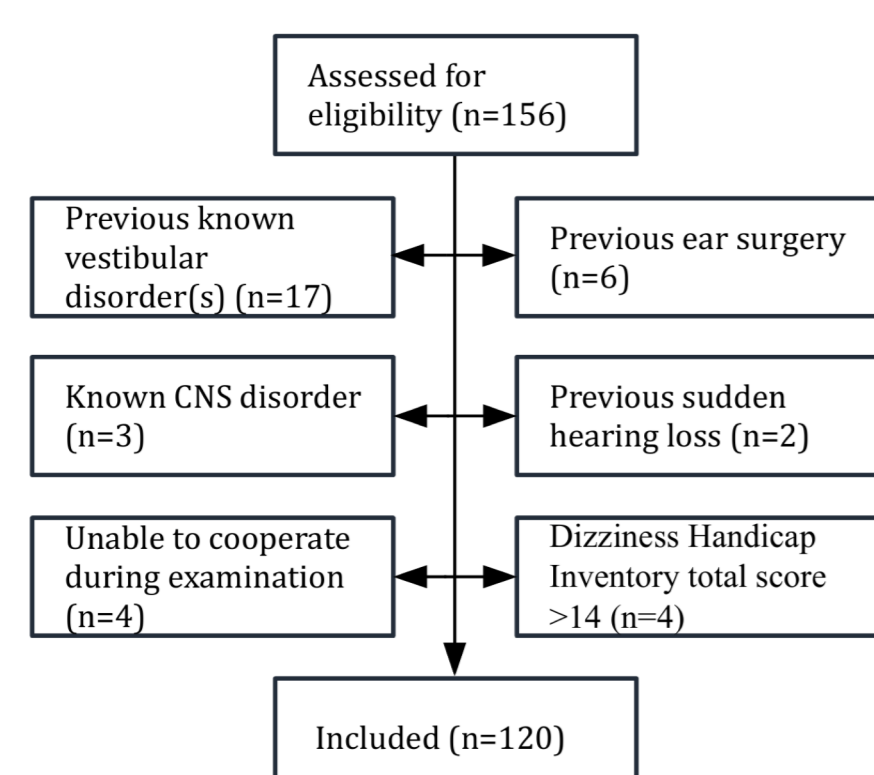 Assessed for
eligibility (n=156)
Previous known
vestibular
disorder(s) (n=17)
Previous ear surgery
(n=6)
Known CNS disorder
(n=3)
Previous sudden
hearing loss (n=2)
Unable to cooperate
during examination
(n=4)
Dizziness Handicap
Inventory total score
>14 (n=4)
Included (n=120)